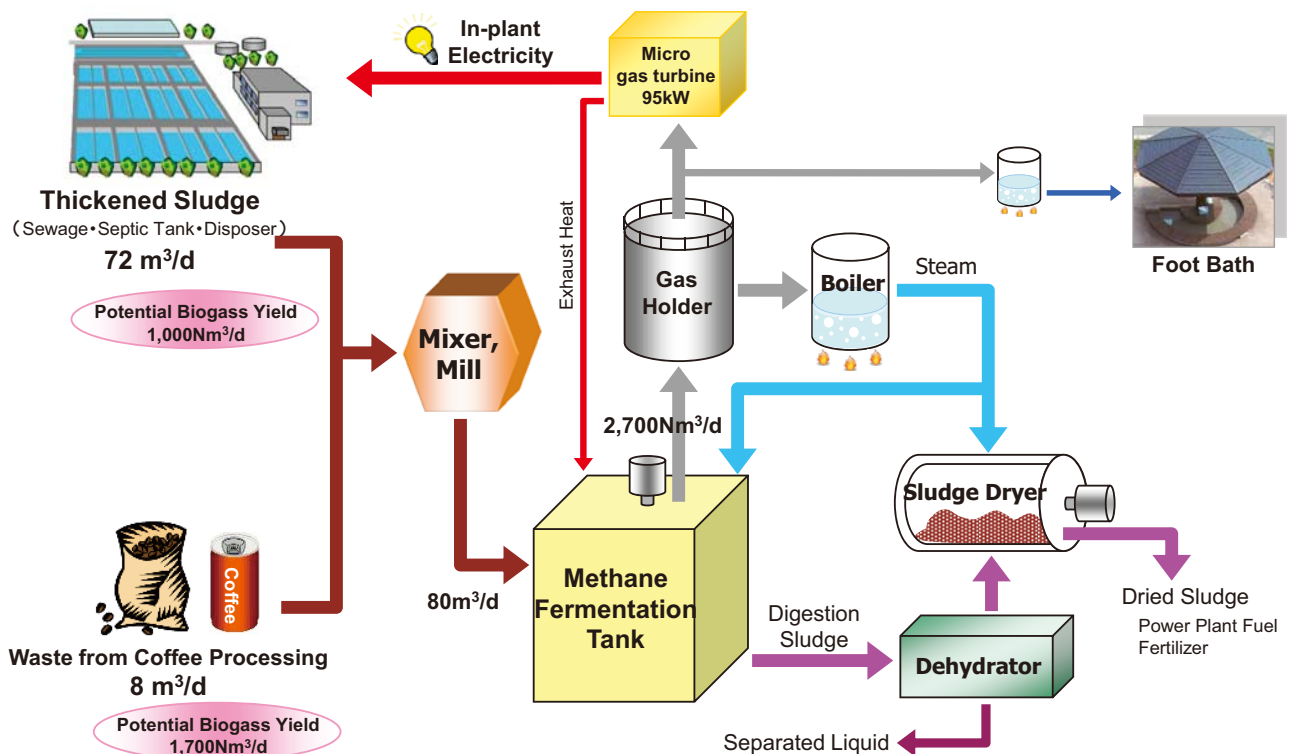 In-plant
Electricity
Micro
gas turbine
95kW
Thickened Sludge
(Sewage・Septic Tank・Disposer)
72 m³/d
Potential Biogass Yield
1,000Nm³/d
Exhaust Heat
Foot Bath
Gas
Holder
Boiler
Steam
Mixer,
Mill
2,700Nm³/d
Sludge Dryer
Coffee
80m³/d
Methane
Fermentation
Tank
Digestion
Sludge
Dehydrator
Dried Sludge
Power Plant Fuel
Fertilizer
Waste from Coffee Processing
8 m³/d
Potential Biogass Yield
1,700Nm³/d
Separated Liquid